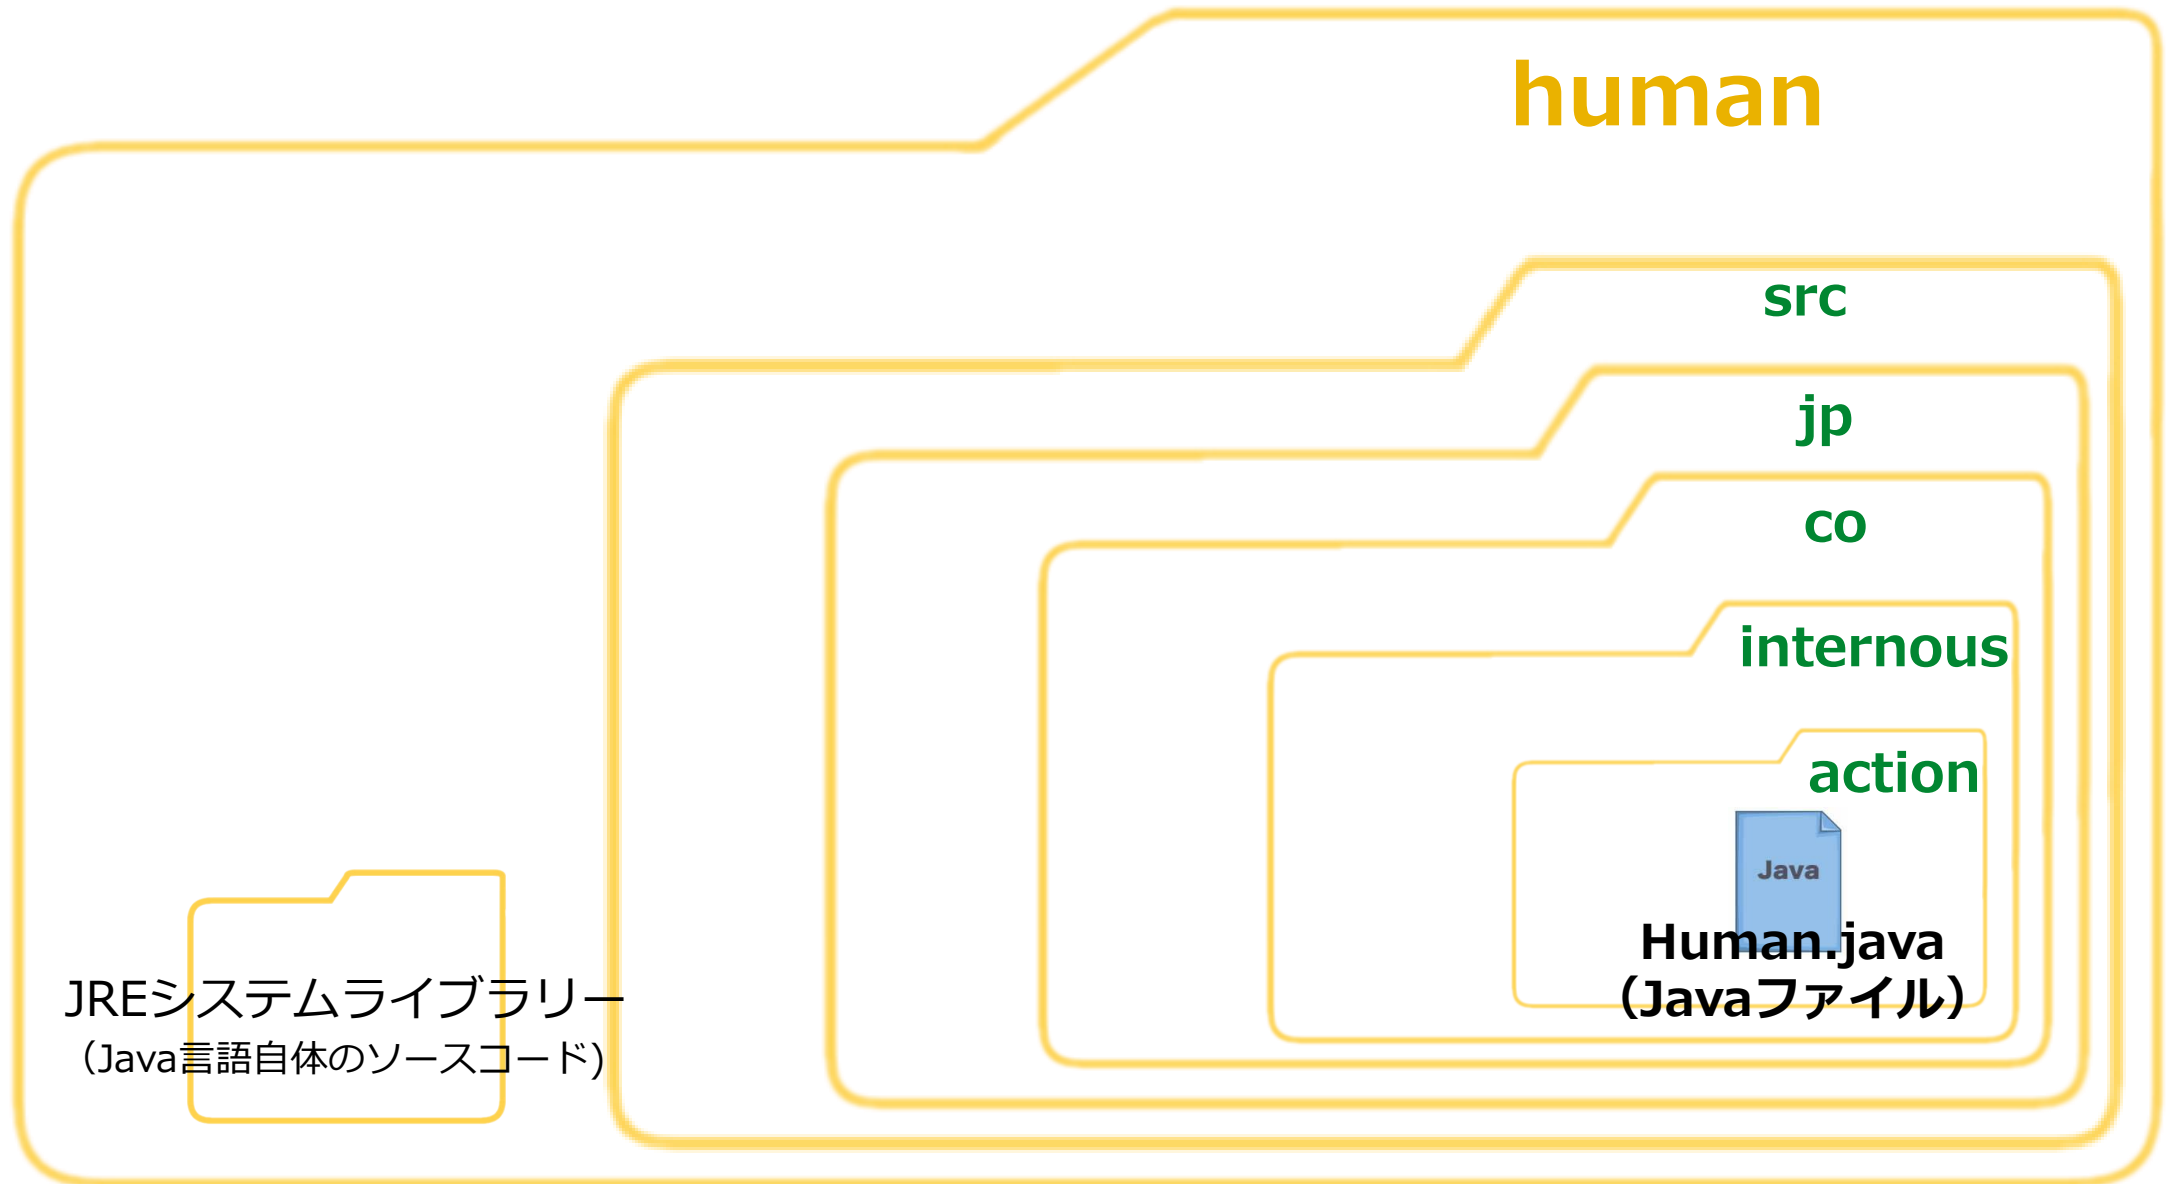 human
src
jp
co
internous
action
Java
Human.java
（Javaファイル）
JREシステムライブラリー
（Java言語自体のソースコード)